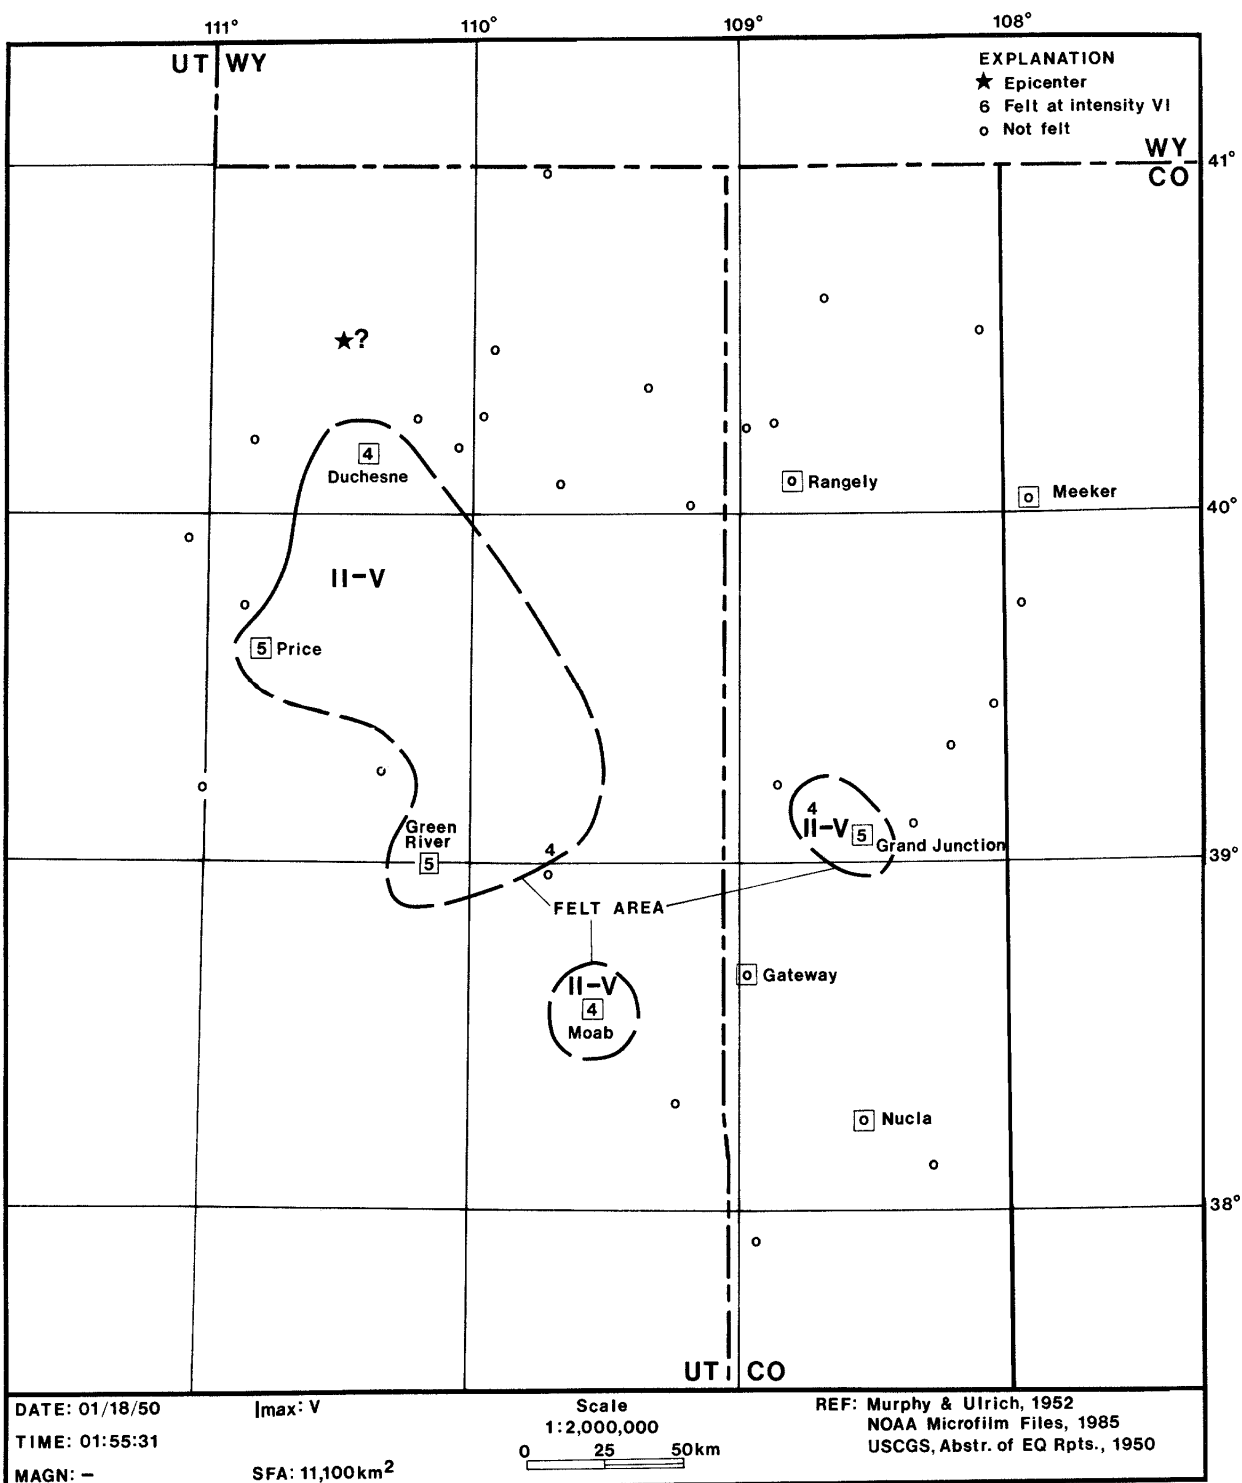 111°
110°
109°
108°
UT WY
EXPLANATION
★ Epicenter
6 Felt at intensity VI
o Not felt
WY
CO
41°
★?
4
Duchesne
o Rangely
o Meeker
40°
II-V
5 Price
4
II-V
5
Grand Junction
Green
River
5
4
39°
FELT AREA
II-V
4
Moab
o Gateway
o Nucla
38°
UT CO
DATE: 01/18/50
TIME: 01:55:31
MAGN: –
Imax: V
SFA: 11,100 km2
Scale
1:2,000,000
0 25 50km
REF: Murphy & Ulrich, 1952
NOAA Microfilm Files, 1985
USCGS, Abstr. of EQ Rpts., 1950